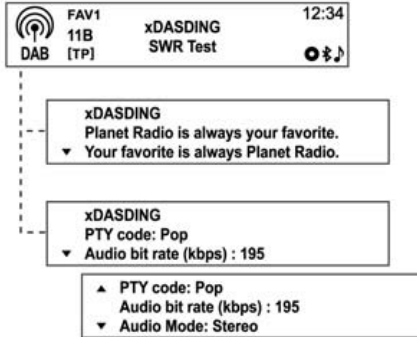 FAV1
12:34
11B
xDASDING
DAB
[TP]
SWR Test
xDASDING
Planet Radio is always your favorite.
▼ Your favorite is always Planet Radio.
xDASDING
PTY code: Pop
▼ Audio bit rate (kbps) : 195
▲ PTY code: Pop
Audio bit rate (kbps) : 195
▼ Audio Mode: Stereo